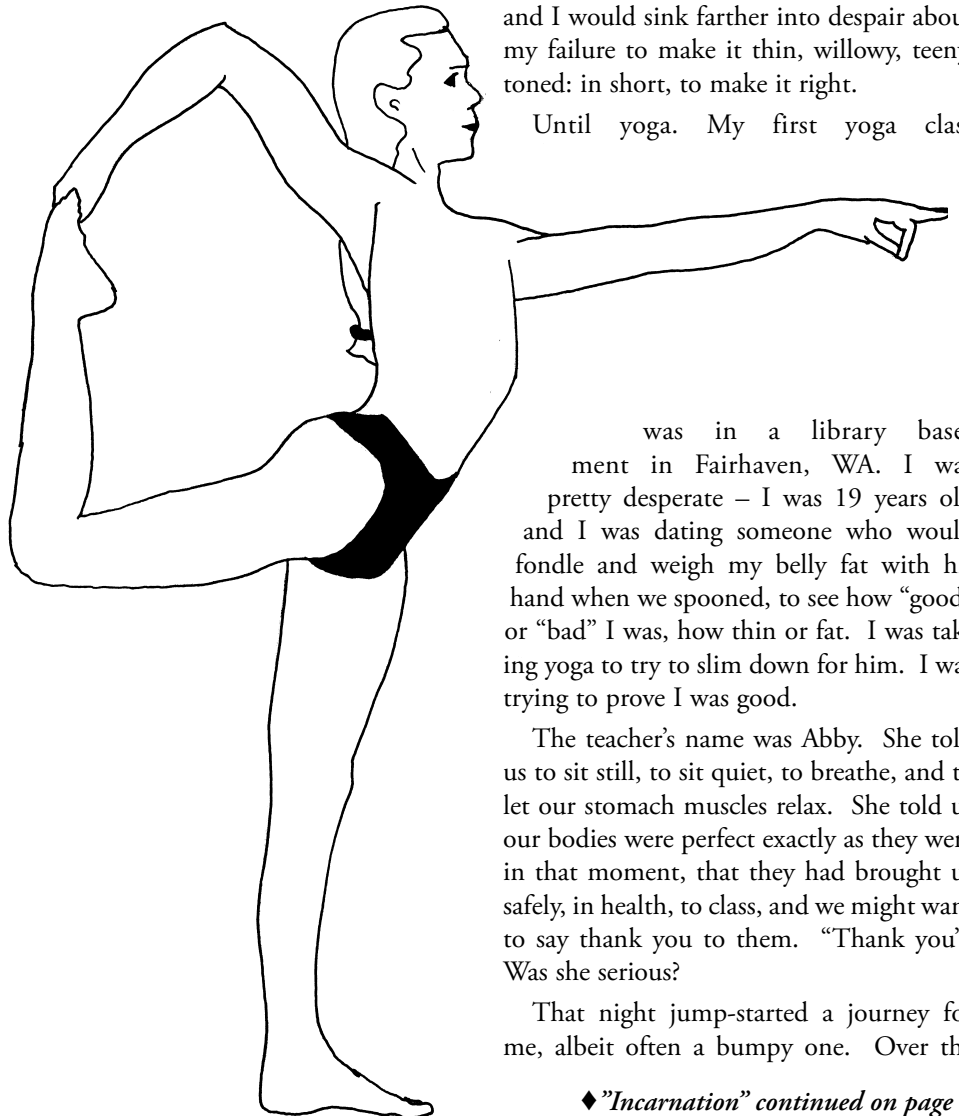 and I would sink farther into despair abou
my failure to make it thin, willowy, teeny
toned: in short, to make it right.
Until yoga. My first yoga clas
was in a library base
ment in Fairhaven, WA. I wa
pretty desperate – I was 19 years ol
and I was dating someone who woul
fondle and weigh my belly fat with h
hand when we spooned, to see how “good
or “bad” I was, how thin or fat. I was tak
ing yoga to try to slim down for him. I wa
trying to prove I was good.
The teacher’s name was Abby. She tol
us to sit still, to sit quiet, to breathe, and t
let our stomach muscles relax. She told u
our bodies were perfect exactly as they wer
in that moment, that they had brought u
safely, in health, to class, and we might wan
to say thank you to them. “Thank you”
Was she serious?
That night jump-started a journey fo
me, albeit often a bumpy one. Over th
♦”Incarnation” continued on page